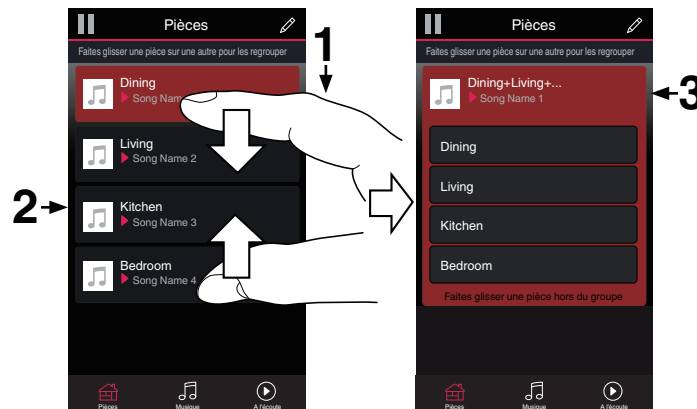 Pièces
Faites glisser une pièce sur une autre pour les regrouper
1
Dining
Song Nam
Living
Song Name 2
2
Kitchen
Song Name 3
Bedroom
Song Name 4
Pièces
Musique
A l'écoute
Pièces
Faites glisser une pièce sur une autre pour les regrouper
Dining+Living+...
Song Name 1
3
Dining
Living
Kitchen
Bedroom
Faites glisser une pièce hors du groupe
Pièces
Musique
A l'écoute